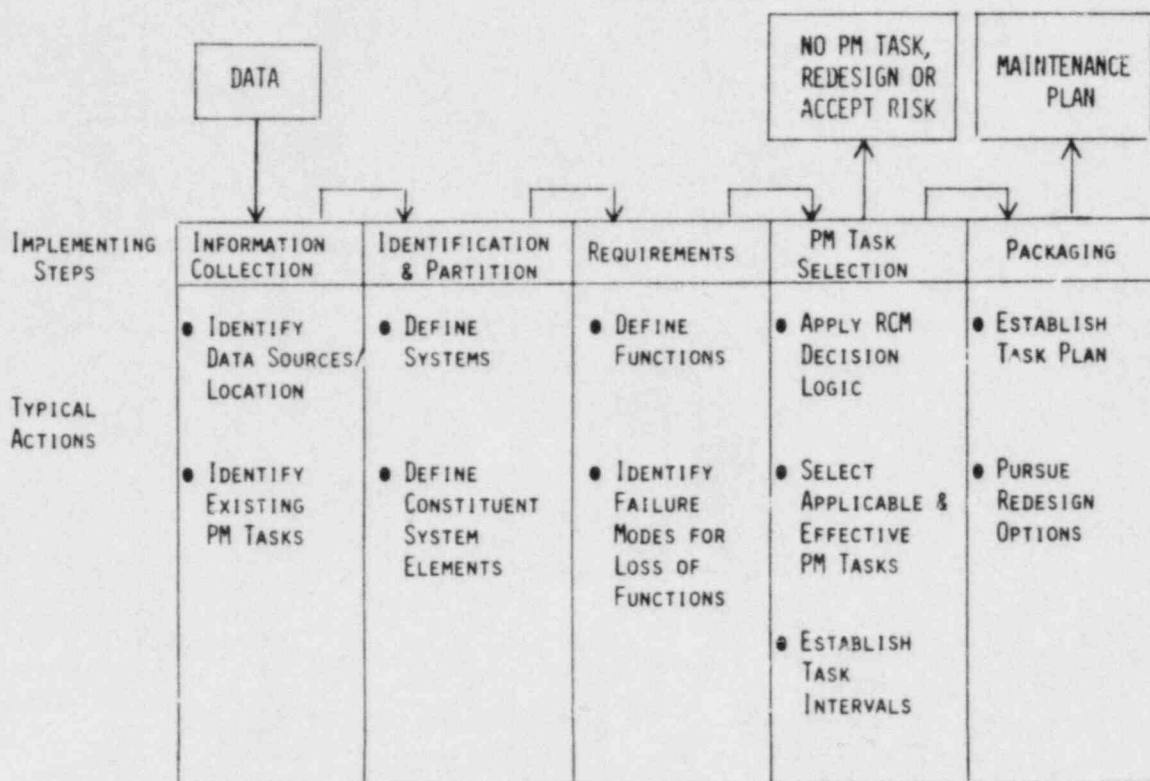 DATA
NO PM TASK,
REDESIGN OR
ACCEPT RISK
MAINTENANCE
PLAN
IMPLEMENTING
STEPS
INFORMATION
COLLECTION
IDENTIFICATION
& PARTITION
REQUIREMENTS
PM TASK
SELECTION
PACKAGING
TYPICAL
ACTIONS
● IDENTIFY
DATA SOURCES/
LOCATION
● IDENTIFY
EXISTING
PM TASKS
● DEFINE
SYSTEMS
● DEFINE
CONSTITUENT
SYSTEM
ELEMENTS
● DEFINE
FUNCTIONS
● IDENTIFY
FAILURE
MODES FOR
LOSS OF
FUNCTIONS
● APPLY RCM
DECISION
LOGIC
● SELECT
APPLICABLE &
EFFECTIVE
PM TASKS
● ESTABLISH
TASK
INTERVALS
● ESTABLISH
TASK PLAN
● PURSUE
REDESIGN
OPTIONS